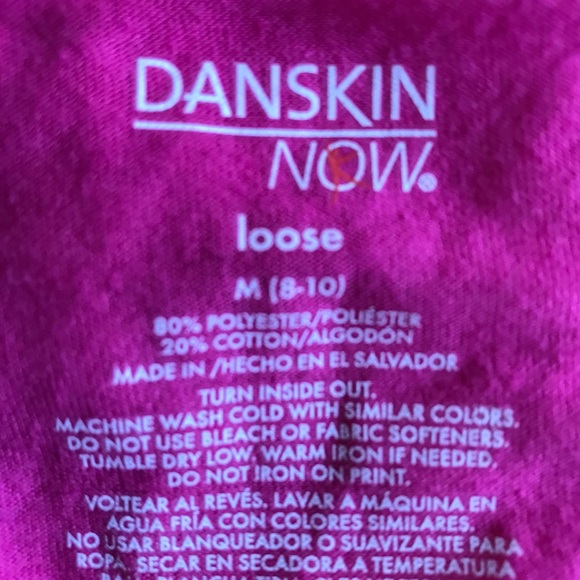 DANSKIN
NOW®
loose
M (8-10)
80% POLYESTER/POLIÉSTER
20% COTTON/ALGODÓN
MADE IN /HECHO EN EL SALVADOR
TURN INSIDE OUT.
MACHINE WASH COLD WITH SIMILAR COLORS.
DO NOT USE BLEACH OR FABRIC SOFTENERS.
TUMBLE DRY LOW. WARM IRON IF NEEDED.
DO NOT IRON ON PRINT.
VOLTEAR AL REVÉS. LAVAR A MÁQUINA EN
AGUA FRÍA CON COLORES SIMILARES.
NO USAR BLANQUEADOR O SUAVIZANTE PARA
ROPA. SECAR EN SECADORA A TEMPERATURA